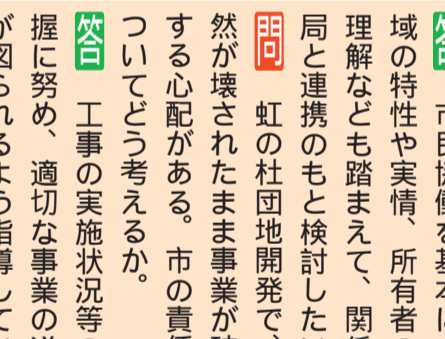 答 市民協働を基本に
域の特性や実情、所有者の
理解なども踏まえて、関係
局と連携のもと検討したい
問 虹の杜団地開発で、
然が壊されたまま事業が
する心配がある。市の責任
ついてどう考えるか。
答 工事の実施状況等の
握に努め、適切な事業の
が図られるよう指導して